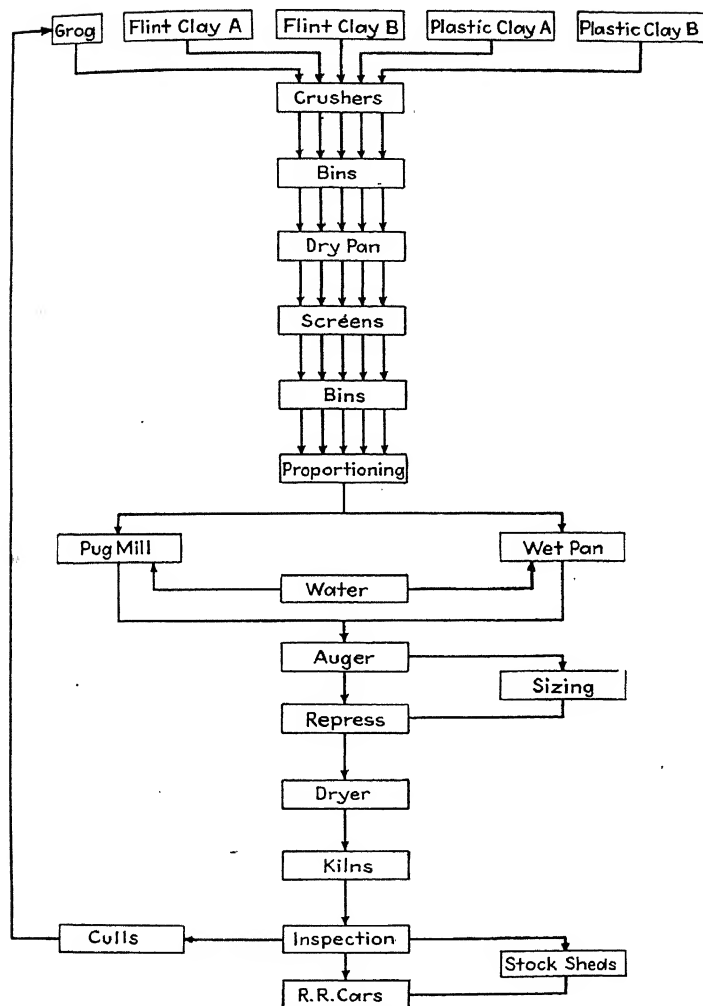 Grog
Flint Clay A
Flint Clay B
Plastic Clay A
Plastic Clay B
Crushers
Bins
Dry Pan
Screens
Bins
Proportioning
Pug Mill
Wet Pan
Water
Auger
Sizing
Repress
Dryer
Kilns
Culls
Inspection
Stock Sheds
R.R. Cars